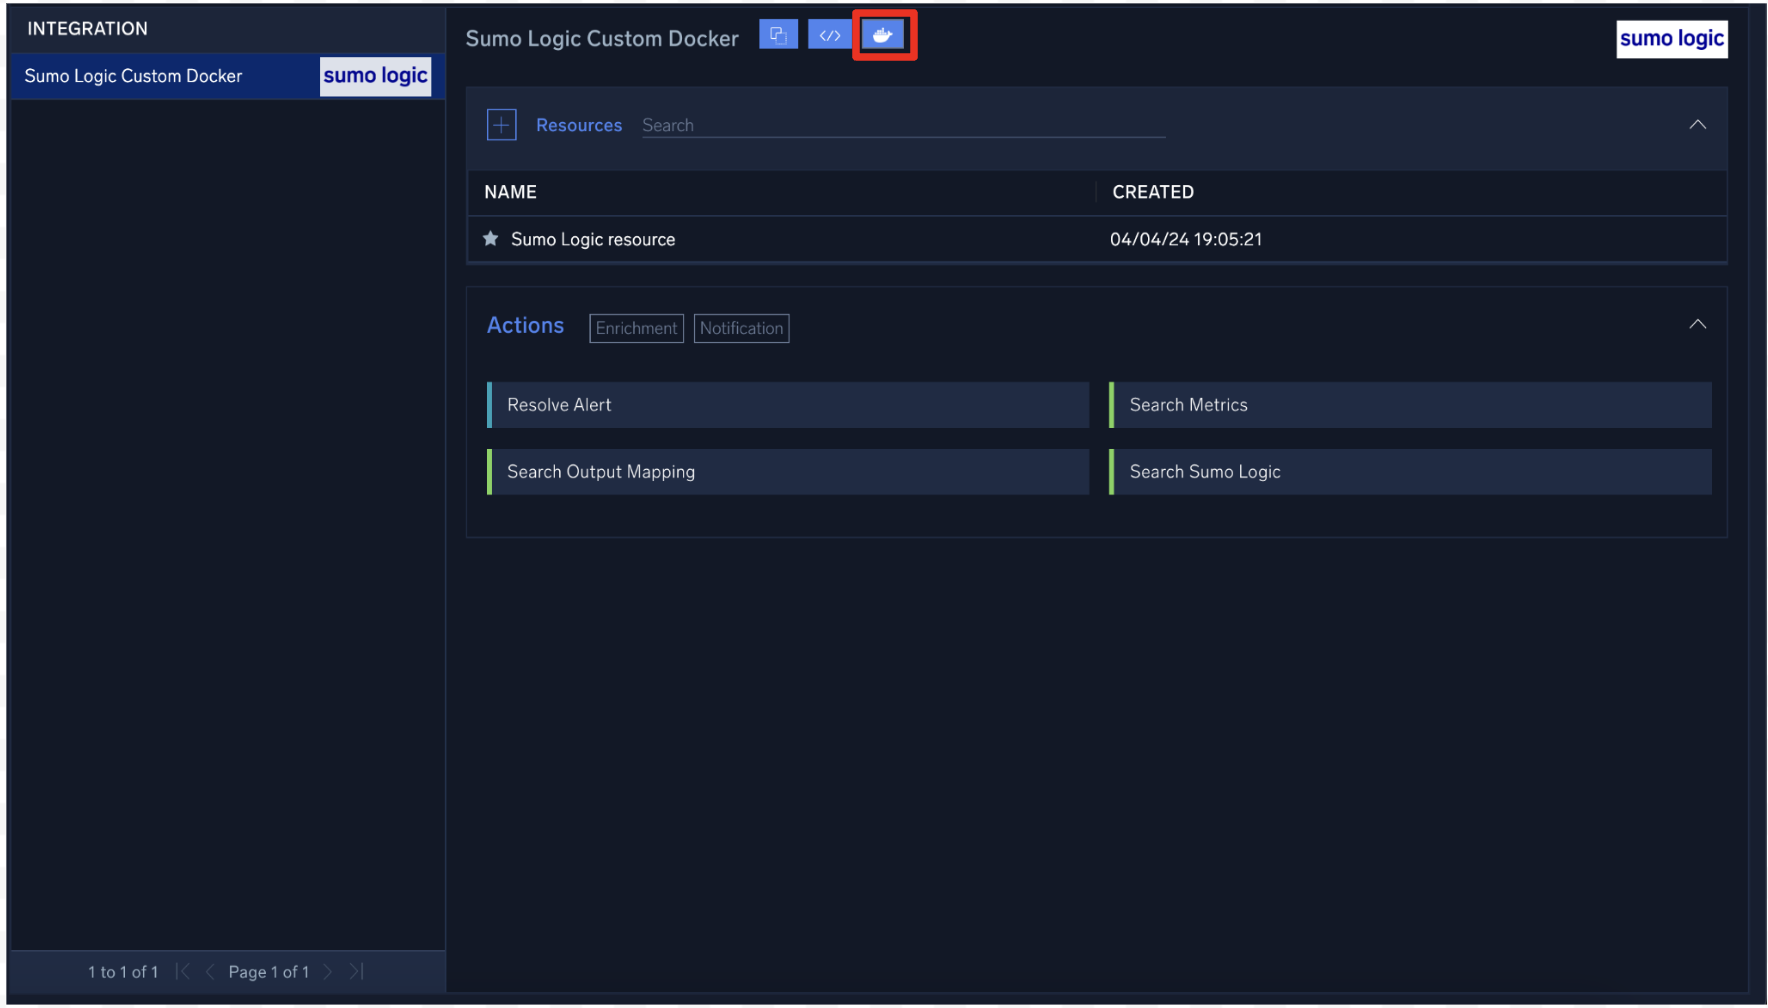 INTEGRATION
Sumo Logic Custom Docker
sumo logic
Sumo Logic Custom Docker
</>
sumo logic
Resources
Search
NAME
CREATED
Sumo Logic resource
04/04/24 19:05:21
Actions
Enrichment
Notification
Resolve Alert
Search Metrics
Search Output Mapping
Search Sumo Logic
1 to 1 of 1
Page 1 of 1